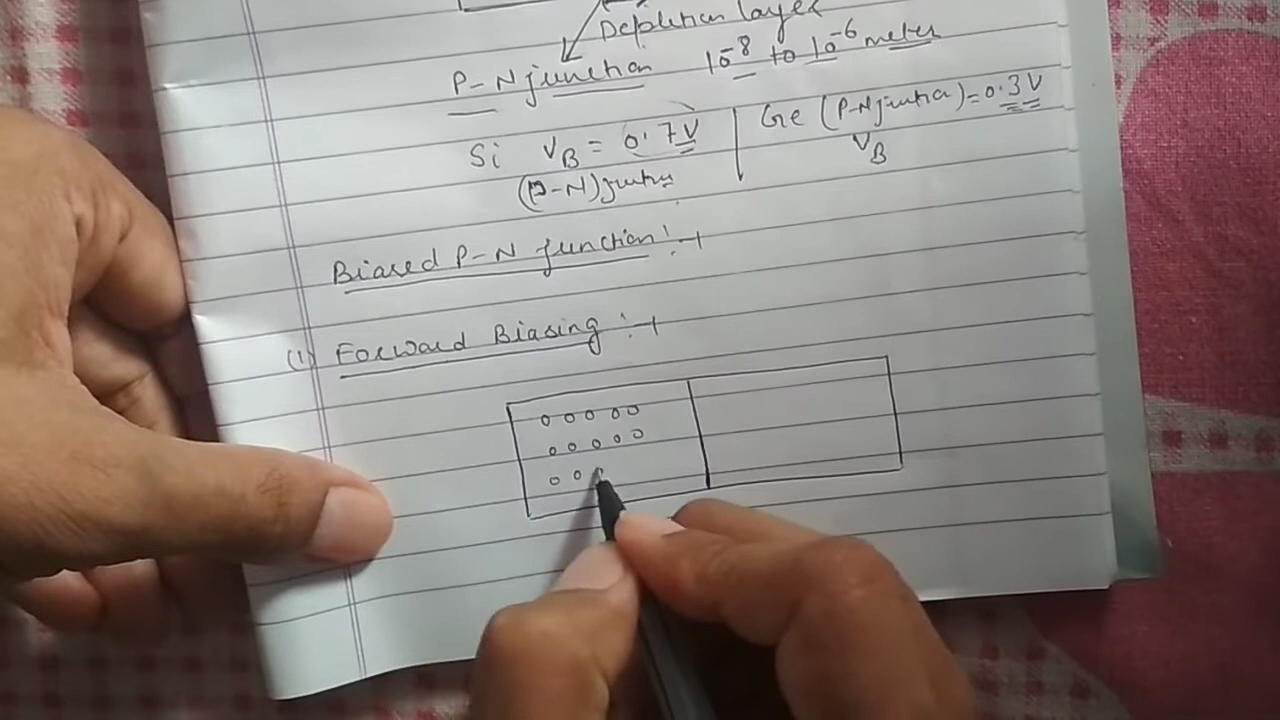 Depletion layer
P-N junction 10⁻⁸ to 10⁻⁶ meter
Si V_B = 0.7V | Ge (P-N junction) = 0.3V
(P-N) junction V_B
Biased P-N junction :-
(1) Forward Biasing :-